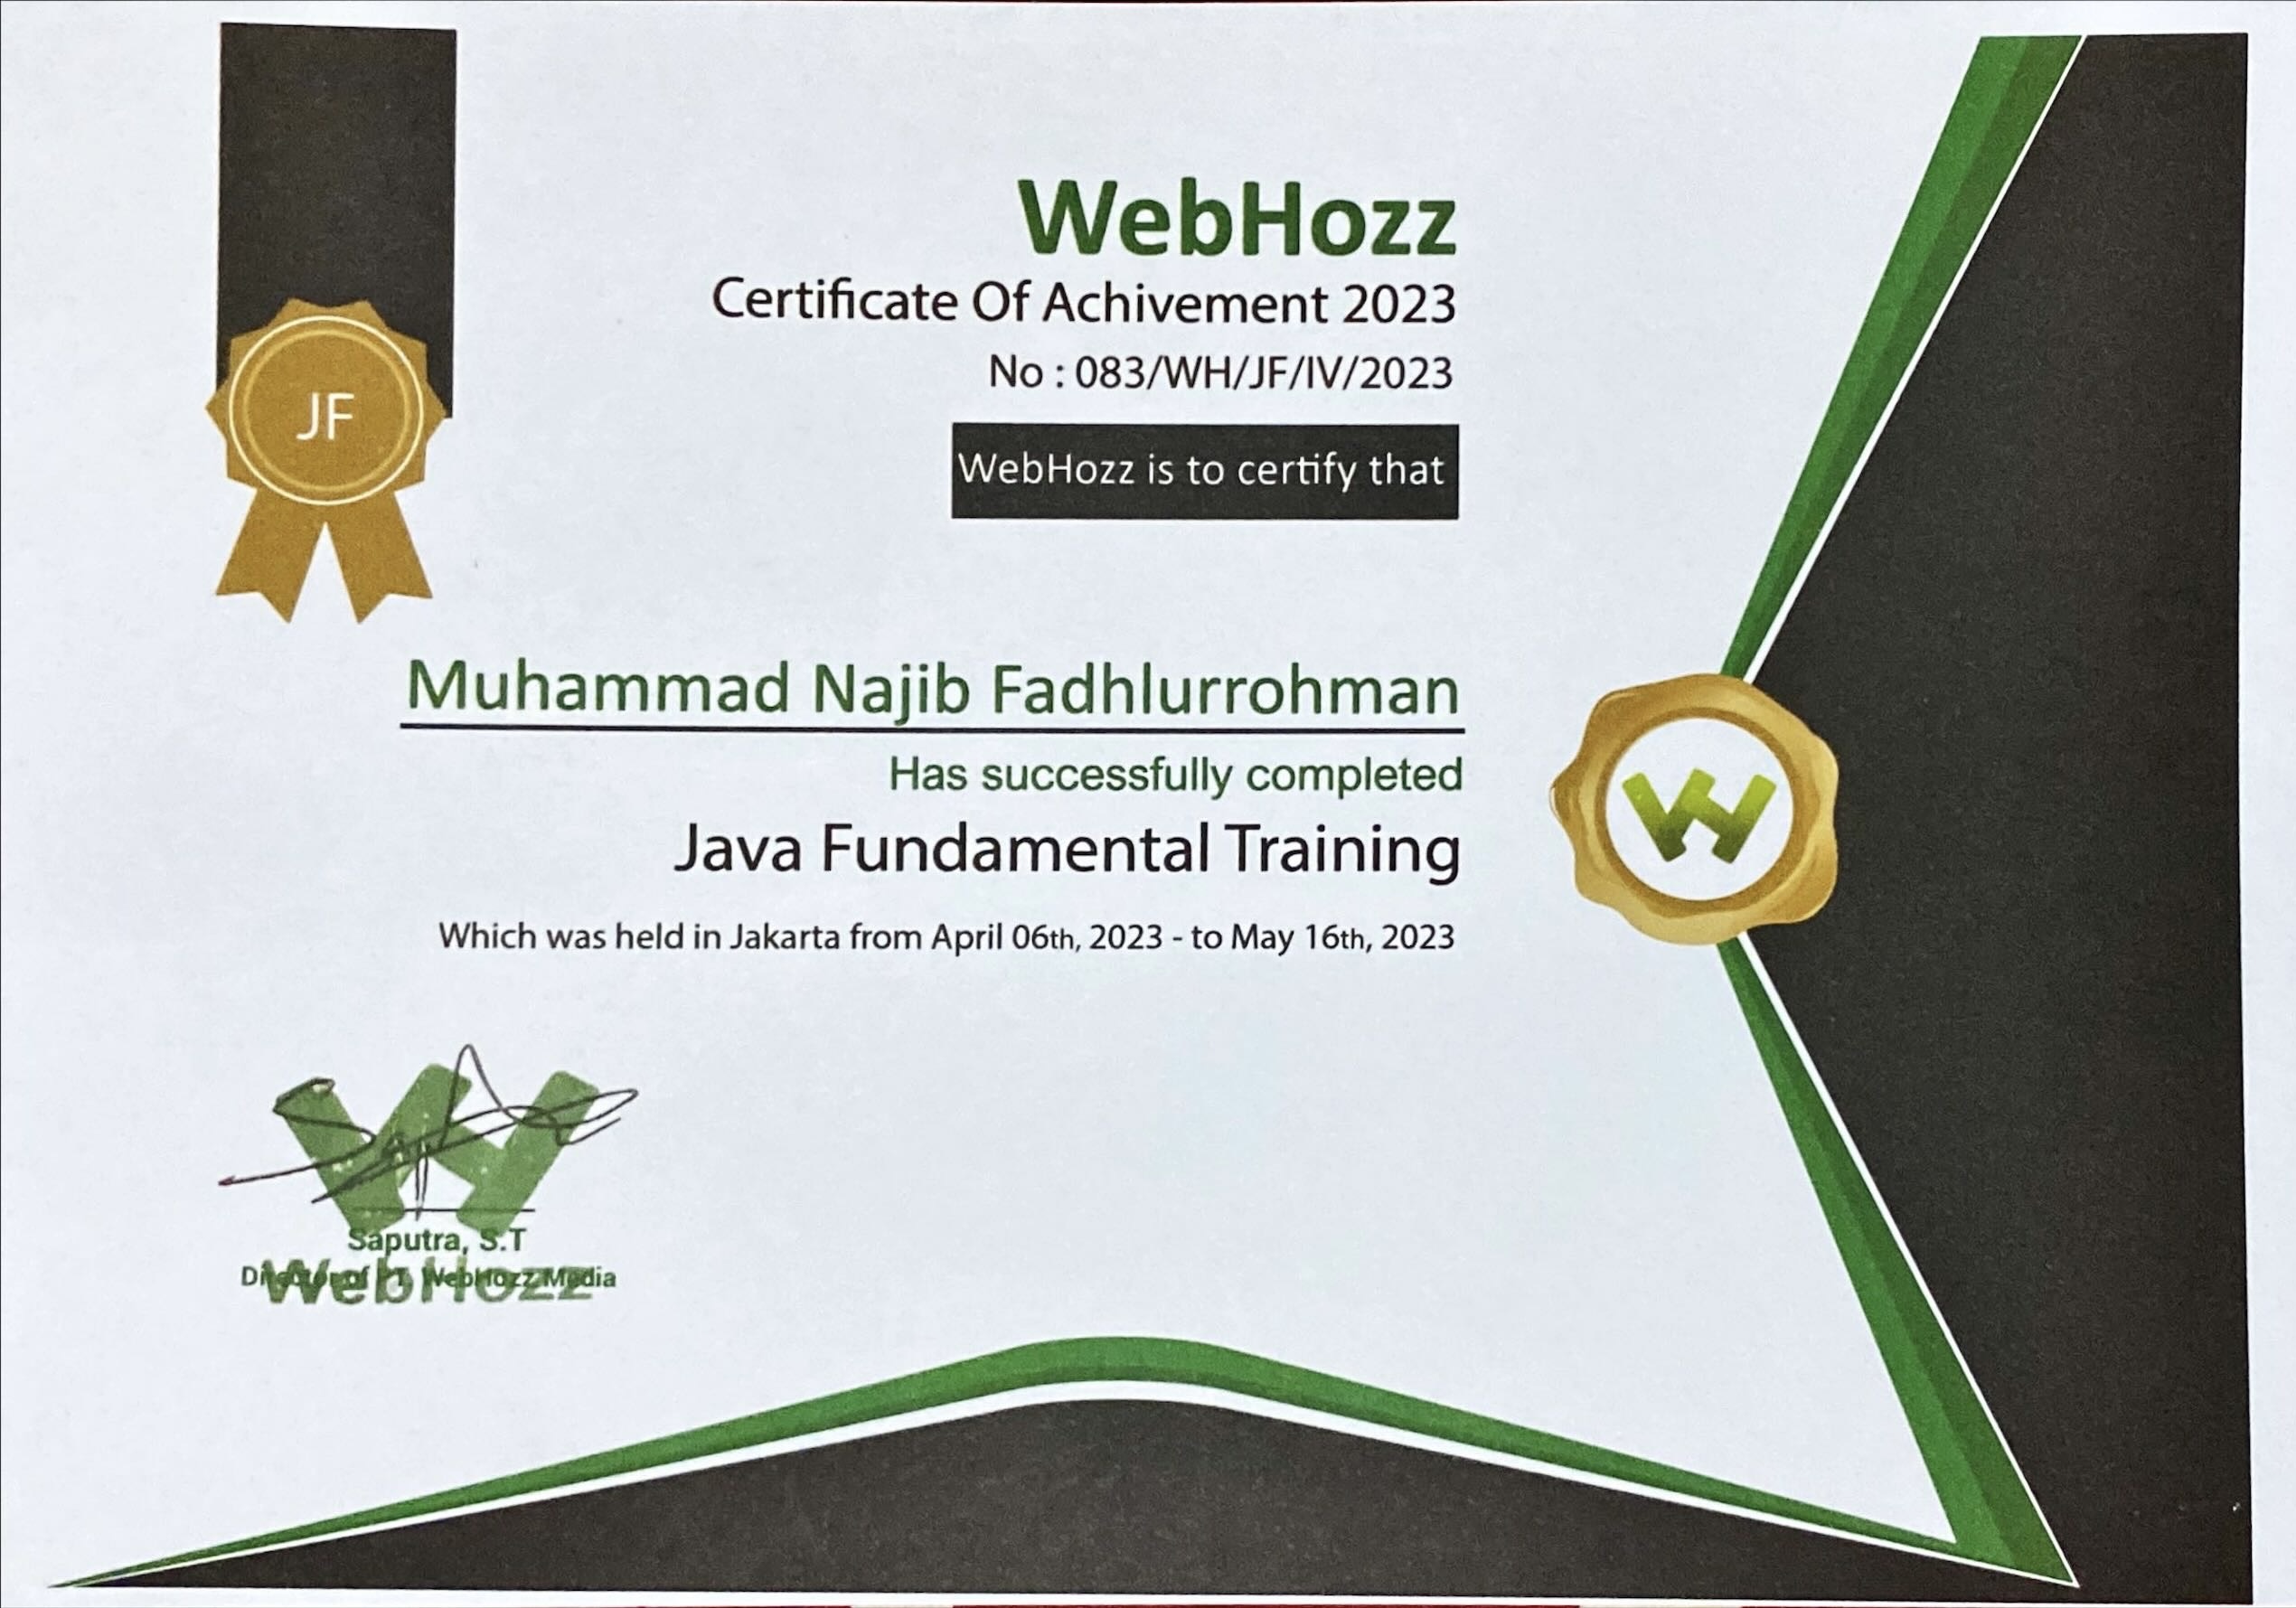 WebHozz
Certificate Of Achivement 2023
No : 083/WH/JF/IV/2023
JF
WebHozz is to certify that
Muhammad Najib Fadhlurrohman
Has successfully completed
Java Fundamental Training
Which was held in Jakarta from April 06th, 2023 - to May 16th, 2023
Saputra, S.T
Director of PT. WebHozz Media
WebHozz